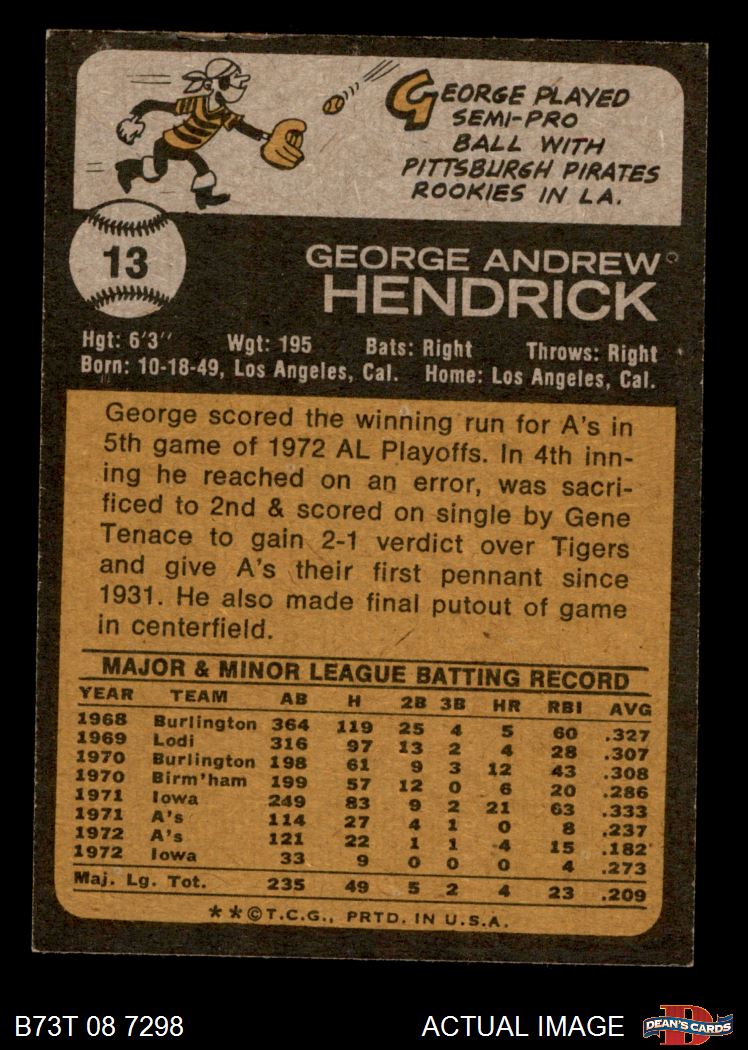 GEORGE PLAYED
SEMI-PRO
BALL WITH
PITTSBURGH PIRATES
ROOKIES IN L.A.
13
GEORGE ANDREW
HENDRICK
Hgt: 6'3" Wgt: 195 Bats: Right Throws: Right
Born: 10-18-49, Los Angeles, Cal. Home: Los Angeles, Cal.
George scored the winning run for A's in
5th game of 1972 AL Playoffs. In 4th inn-
ing he reached on an error, was sacri-
ficed to 2nd & scored on single by Gene
Tenace to gain 2-1 verdict over Tigers
and give A's their first pennant since
1931. He also made final putout of game
in centerfield.
MAJOR & MINOR LEAGUE BATTING RECORD
YEAR TEAM AB H 2B 3B HR RBI AVG
1968 Burlington 364 119 25 4 5 60 .327
1969 Lodi 316 97 13 2 4 28 .307
1970 Burlington 198 61 9 3 12 43 .308
1970 Birm'ham 199 57 12 0 6 20 .286
1971 Iowa 249 83 9 2 21 63 .333
1971 A's 114 27 4 1 0 8 .237
1972 A's 121 22 1 1 4 15 .182
1972 Iowa 33 9 0 0 0 4 .273
Maj. Lg. Tot. 235 49 5 2 4 23 .209
**©T.C.G., PRTD. IN U.S.A.
B73T 08 7298 ACTUAL IMAGE DEAN'S CARDS